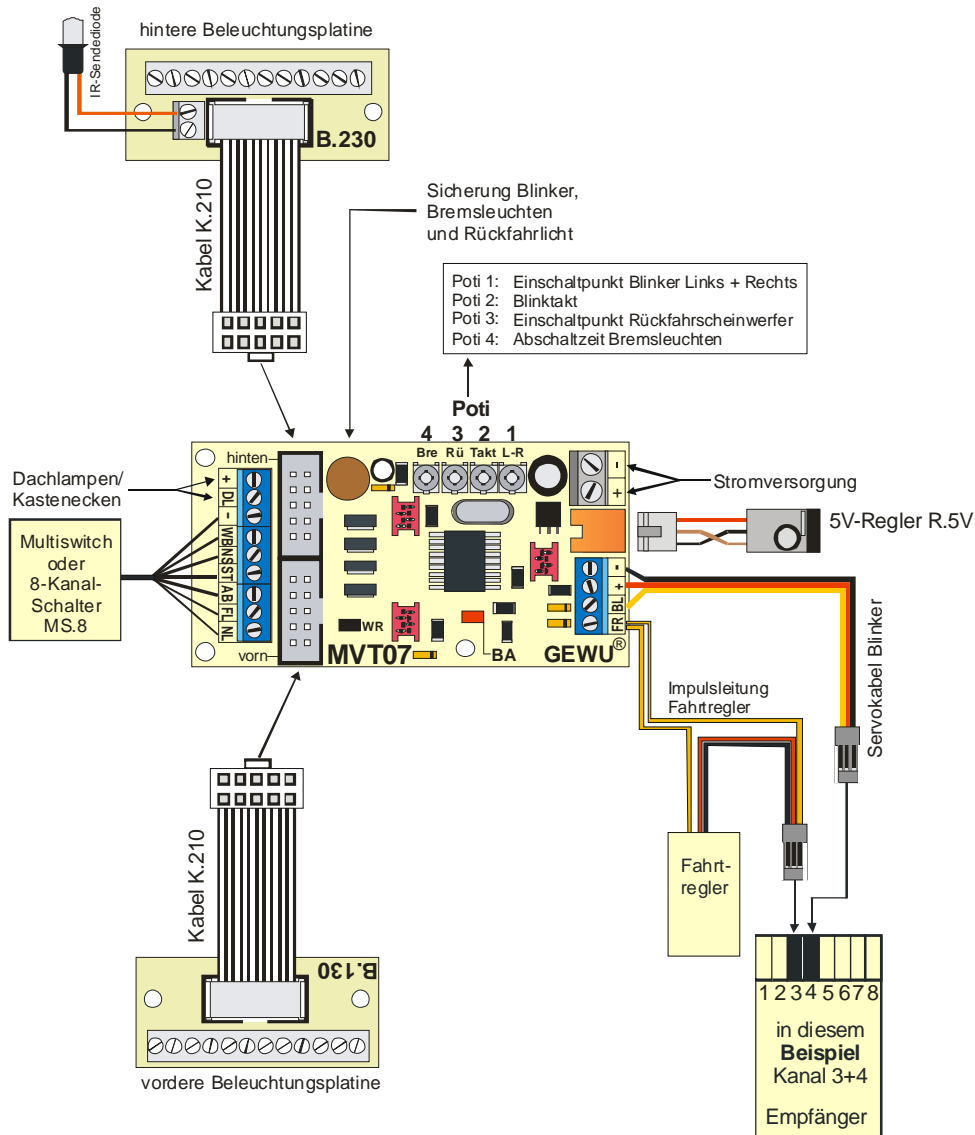 hintere Beleuchtungsplatine
IR-Sendediode
B.230
Kabel K.210
Sicherung Blinker,
Bremsleuchten
und Rückfahrlicht
Poti 1: Einschaltpunkt Blinker Links + Rechts
Poti 2: Blinktakt
Poti 3: Einschaltpunkt Rückfahrscheinwerfer
Poti 4: Abschaltzeit Bremsleuchten
Poti
4 3 2 1
Bre Rü Takt L-R
hinten
Dachlampen/
Kastenecken
+
DL
-
WB
NS
ST
AB
FL
NL
Multiswitch
oder
8-Kanal-
Schalter
MS.8
-
+
Stromversorgung
5V-Regler R.5V
-
+
BL
FR
WR
BA
vorn
MVT07
GEWU®
Impulsleitung
Fahrtregler
Servokabel Blinker
Kabel K.210
Fahrt-
regler
B.130
vordere Beleuchtungsplatine
1 2 3 4 5 6 7 8
in diesem
Beispiel
Kanal 3+4
Empfänger